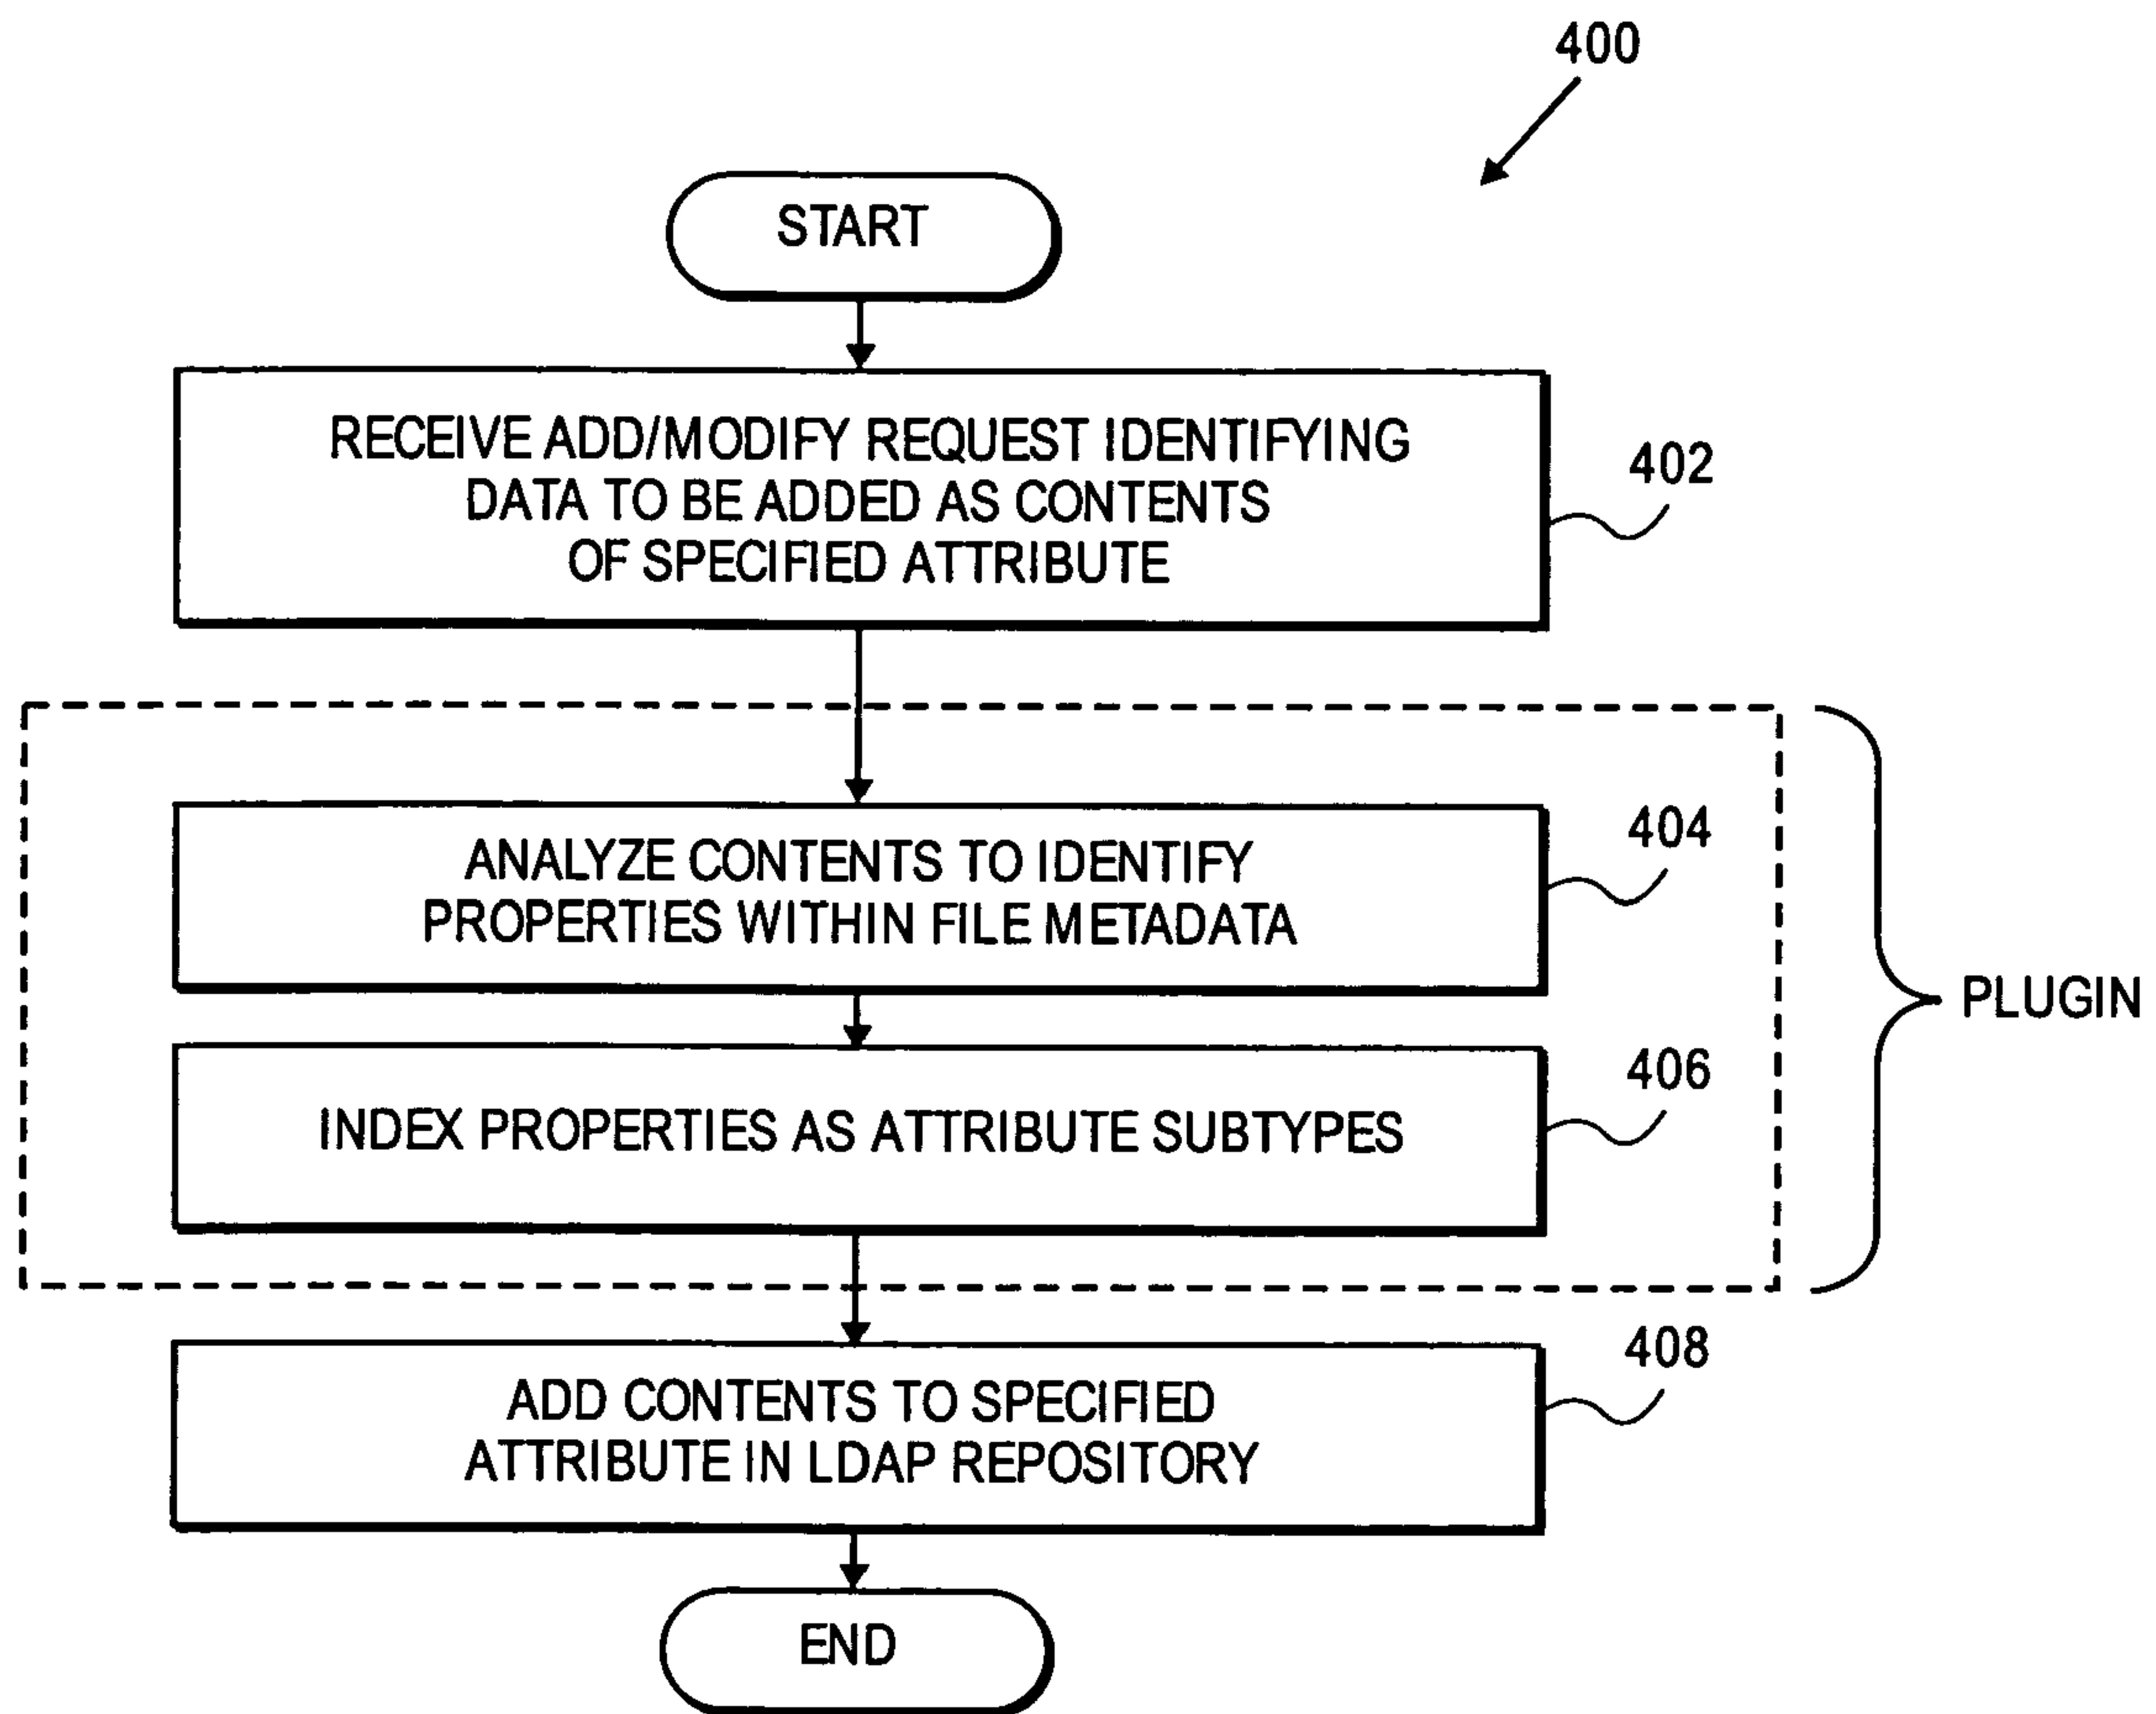 400
START
RECEIVE ADD/MODIFY REQUEST IDENTIFYING
DATA TO BE ADDED AS CONTENTS
OF SPECIFIED ATTRIBUTE
402
ANALYZE CONTENTS TO IDENTIFY
PROPERTIES WITHIN FILE METADATA
404
PLUGIN
INDEX PROPERTIES AS ATTRIBUTE SUBTYPES
406
ADD CONTENTS TO SPECIFIED
ATTRIBUTE IN LDAP REPOSITORY
408
END